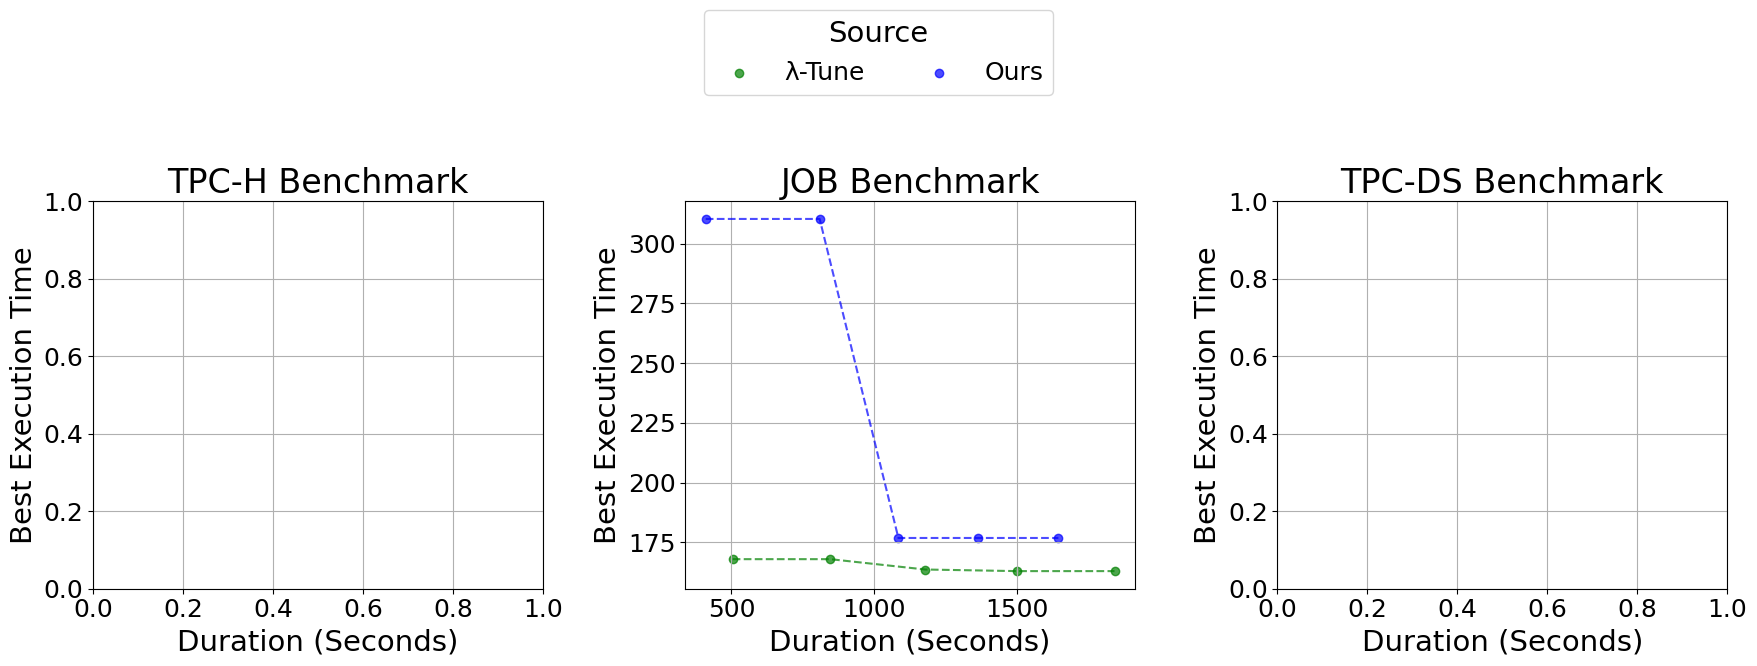 Source
λ-Tune Ours
TPC-H Benchmark
Best Execution Time
1.0
0.8
0.6
0.4
0.2
0.0
0.0 0.2 0.4 0.6 0.8 1.0
Duration (Seconds)
JOB Benchmark
Best Execution Time
300
275
250
225
200
175
500 1000 1500
Duration (Seconds)
TPC-DS Benchmark
Best Execution Time
1.0
0.8
0.6
0.4
0.2
0.0
0.0 0.2 0.4 0.6 0.8 1.0
Duration (Seconds)